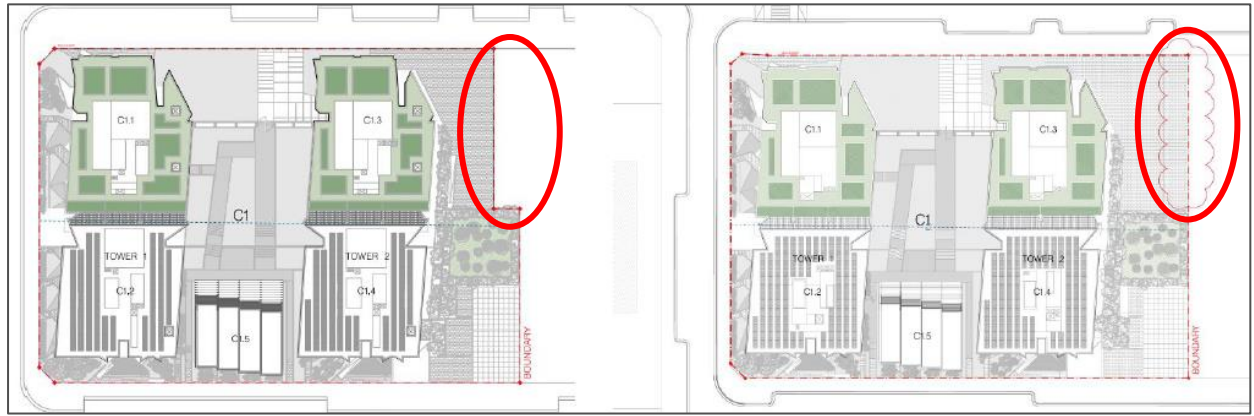 C1.1
C1.3
C1
TOWER 1
TOWER 2
C1.2
C1.4
C1.5
BOUNDARY
C1.1
C1.3
C1
TOWER 1
TOWER 2
C1.2
C1.4
C1.5
BOUNDARY